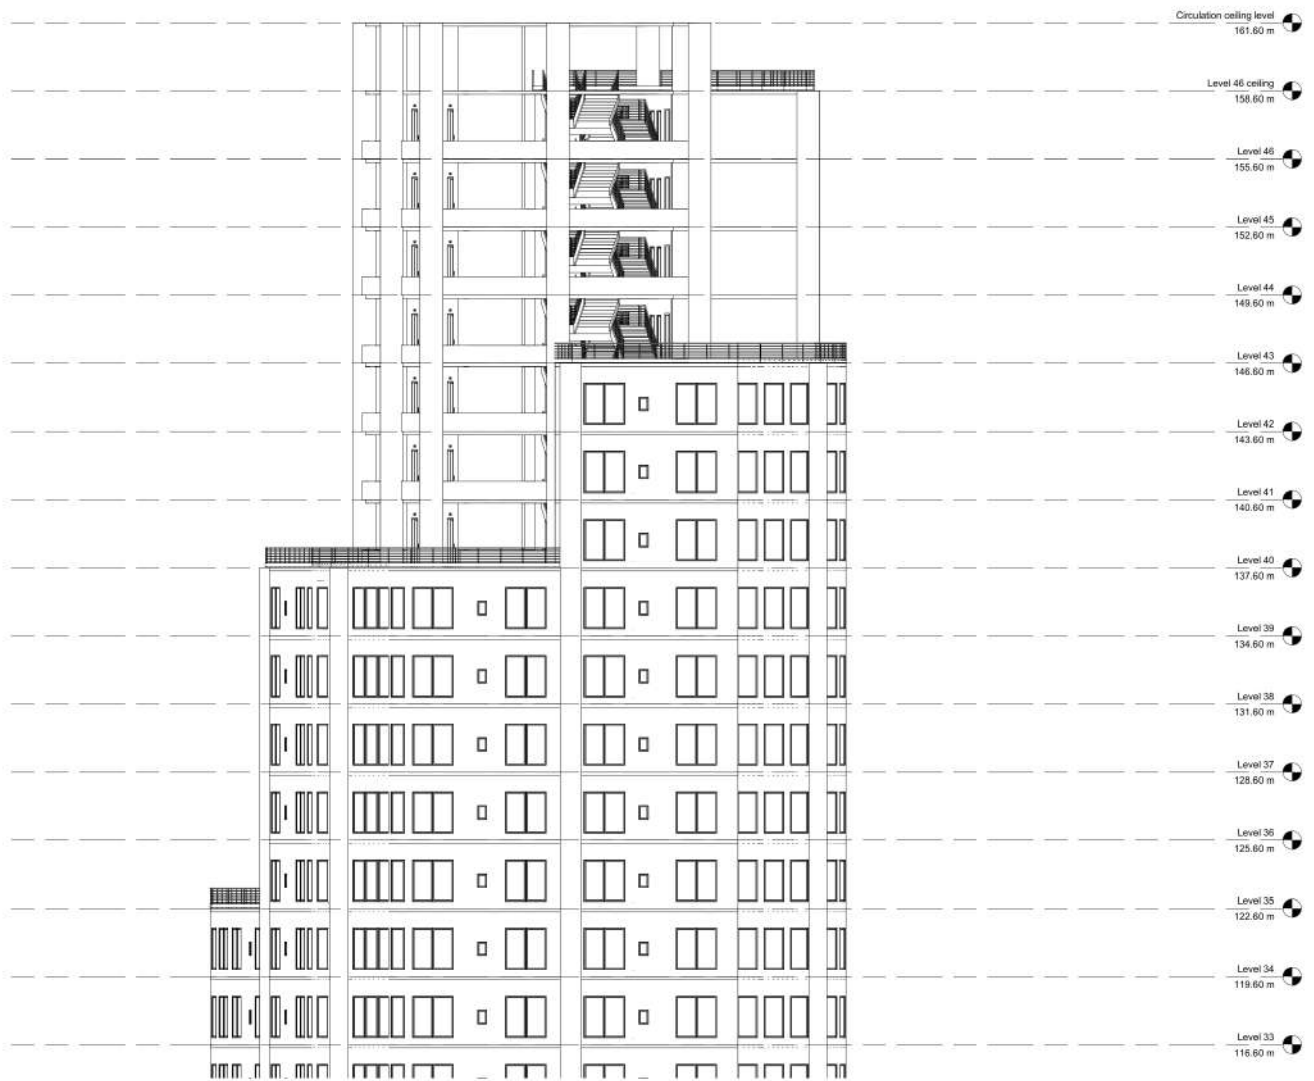 Circulation ceiling level
161.60 m
Level 46 ceiling
158.60 m
Level 46
155.60 m
Level 45
152.60 m
Level 44
149.60 m
Level 43
146.60 m
Level 42
143.60 m
Level 41
140.60 m
Level 40
137.60 m
Level 39
134.60 m
Level 38
131.60 m
Level 37
128.60 m
Level 36
125.60 m
Level 35
122.60 m
Level 34
119.60 m
Level 33
116.60 m